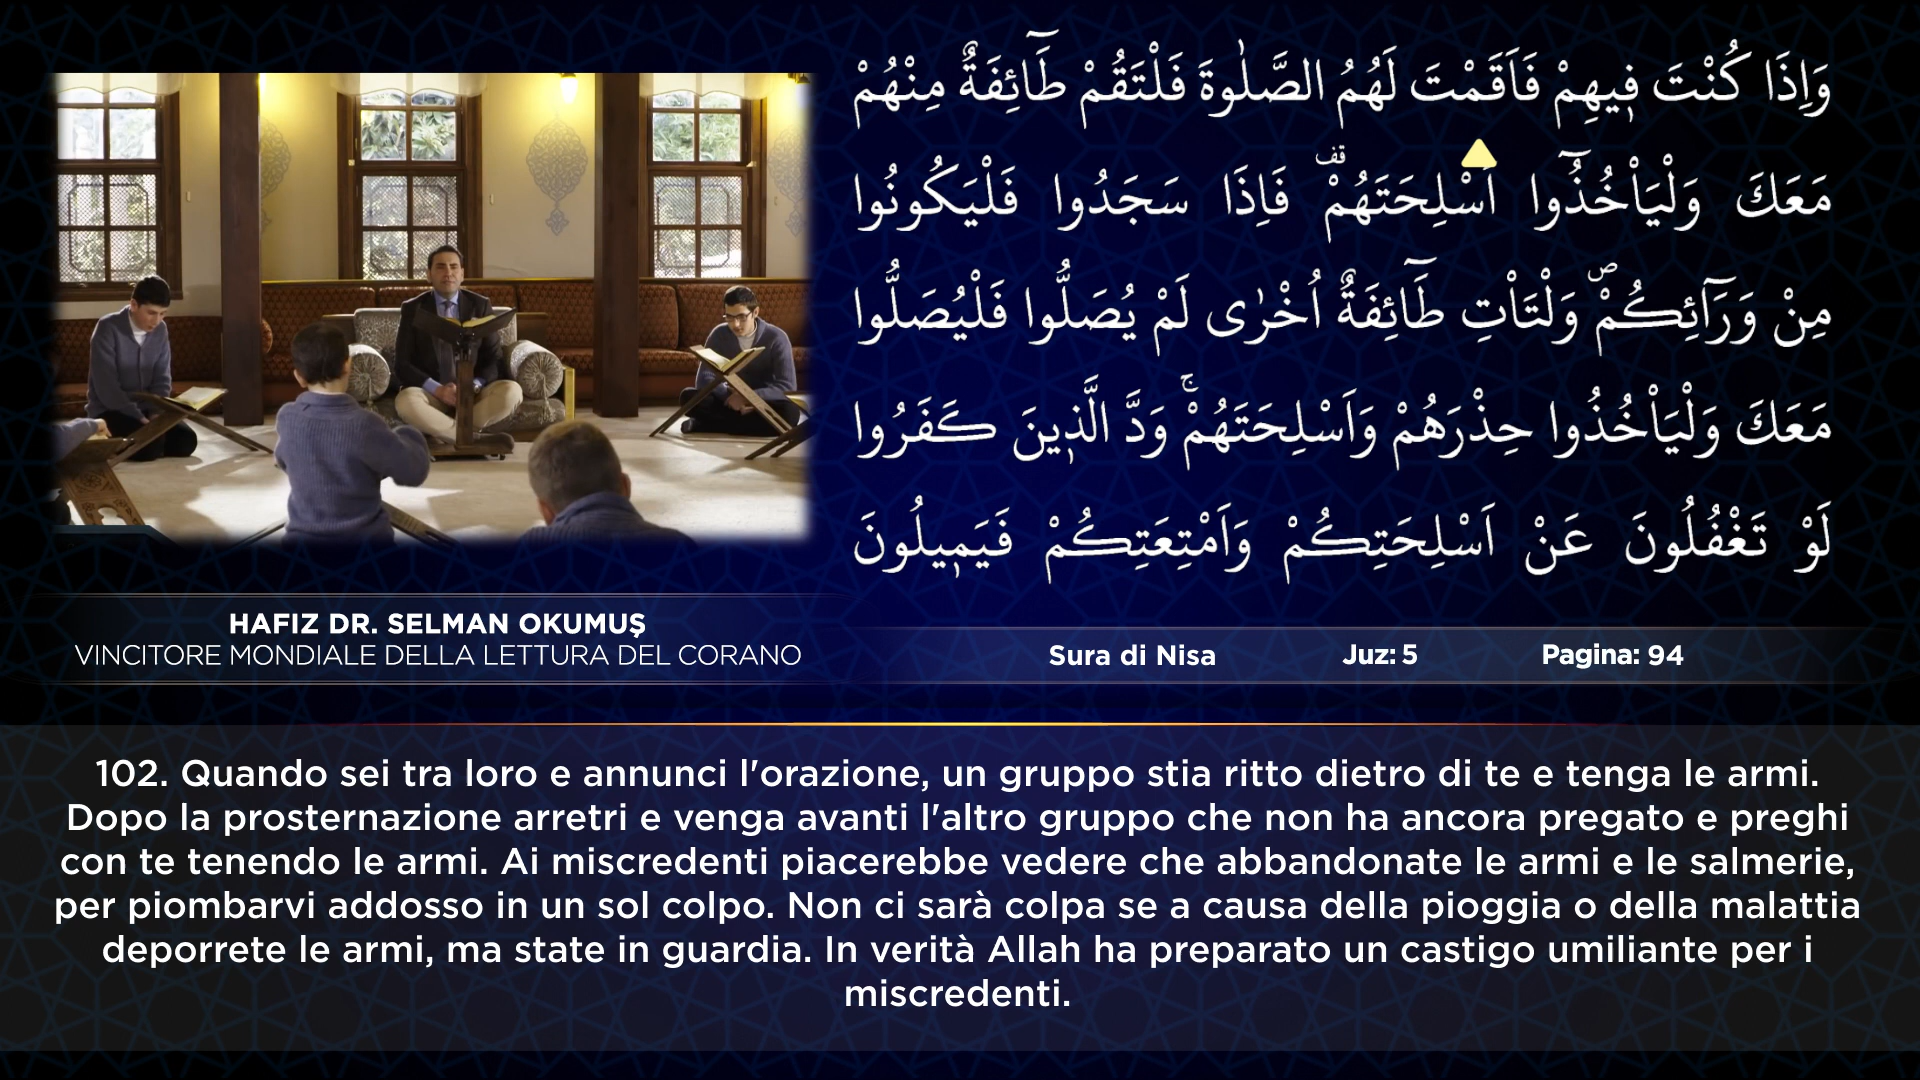 وَاِذَا كُنْتَ ف۪يهِمْ فَاَقَمْتَ لَهُمُ الصَّلٰوةَ فَلْتَقُمْ طَٓائِفَةٌ مِنْهُمْ
مَعَكَ وَلْيَأْخُذُٓوا اَسْلِحَتَهُمْ۠ قف فَاِذَا سَجَدُوا فَلْيَكُونُوا
مِنْ وَرَٓائِكُمْۖ وَلْتَأْتِ طَٓائِفَةٌ اُخْرٰى لَمْ يُصَلُّوا فَلْيُصَلُّوا
مَعَكَ وَلْيَأْخُذُوا حِذْرَهُمْ وَاَسْلِحَتَهُمْۚ وَدَّ الَّذ۪ينَ كَفَرُوا
لَوْ تَغْفُلُونَ عَنْ اَسْلِحَتِكُمْ وَاَمْتِعَتِكُمْ فَيَم۪يلُونَ
HAFIZ DR. SELMAN OKUMUŞ
VINCITORE MONDIALE DELLA LETTURA DEL CORANO
Sura di Nisa Juz: 5 Pagina: 94
102. Quando sei tra loro e annunci l'orazione, un gruppo stia ritto dietro di te e tenga le armi.
Dopo la prosternazione arretri e venga avanti l'altro gruppo che non ha ancora pregato e preghi
con te tenendo le armi. Ai miscredenti piacerebbe vedere che abbandonate le armi e le salmerie,
per piombarvi addosso in un sol colpo. Non ci sarà colpa se a causa della pioggia o della malattia
deporrete le armi, ma state in guardia. In verità Allah ha preparato un castigo umiliante per i
miscredenti.